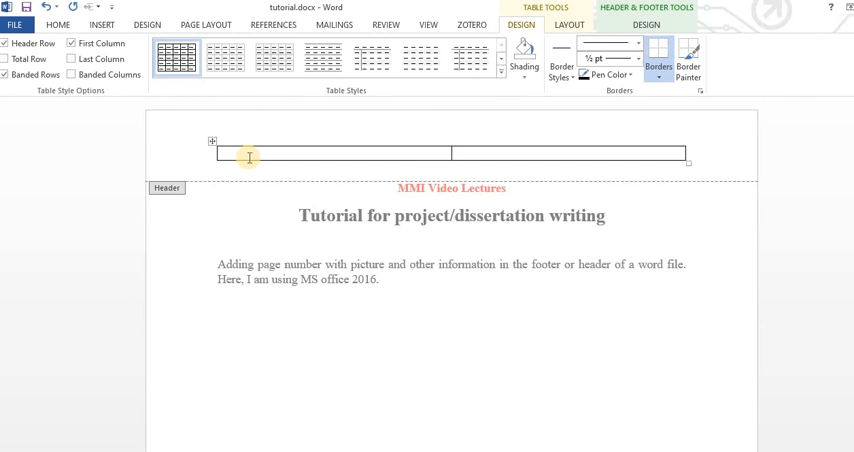 tutorial.docx - Word
TABLE TOOLS
HEADER & FOOTER TOOLS
?
FILE HOME INSERT DESIGN PAGE LAYOUT REFERENCES MAILINGS REVIEW VIEW ZOTERO DESIGN LAYOUT DESIGN
Header Row First Column
Total Row Last Column
Banded Rows Banded Columns
Table Style Options
Table Styles
Shading
Border Styles
½ pt
Pen Color
Borders
Border Painter
Borders
Header
MMI Video Lectures
Tutorial for project/dissertation writing
Adding page number with picture and other information in the footer or header of a word file.
Here, I am using MS office 2016.